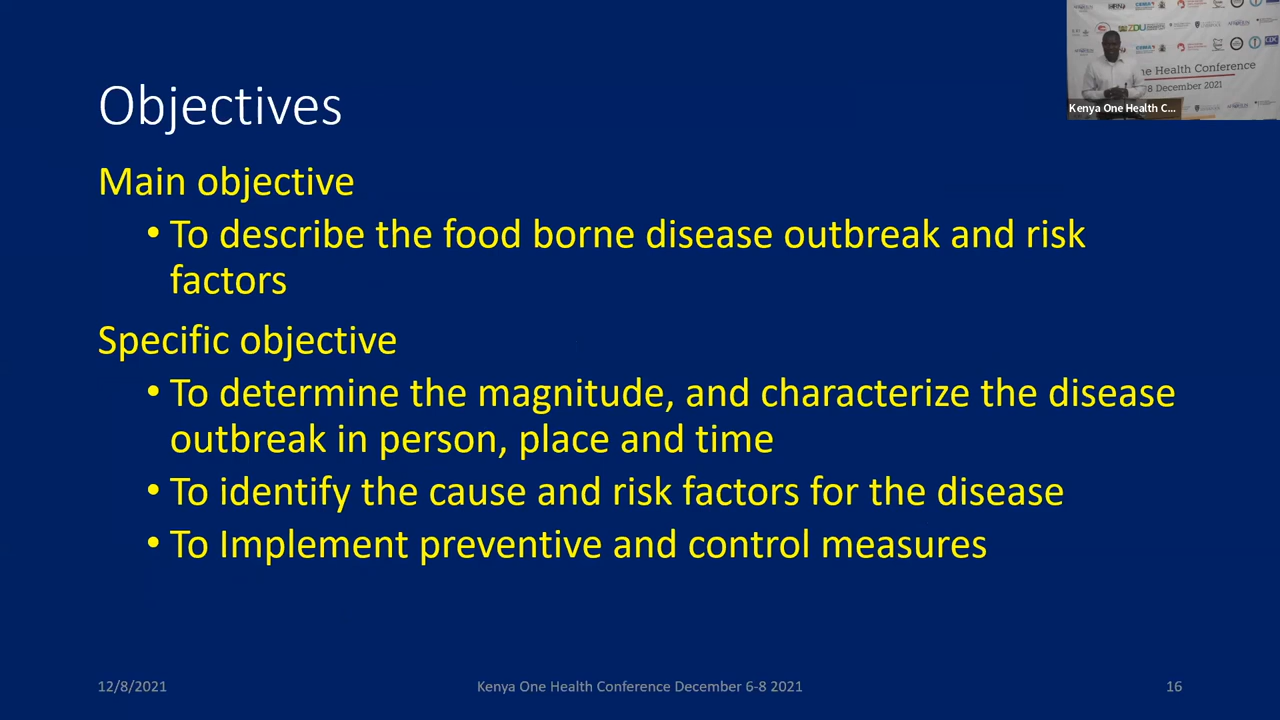 Objectives
Main objective
• To describe the food borne disease outbreak and risk
factors
Specific objective
• To determine the magnitude, and characterize the disease
outbreak in person, place and time
• To identify the cause and risk factors for the disease
• To Implement preventive and control measures
ZDU
ne Health Conference
8 December 2021
Kenya One Health C...
12/8/2021
Kenya One Health Conference December 6-8 2021
16